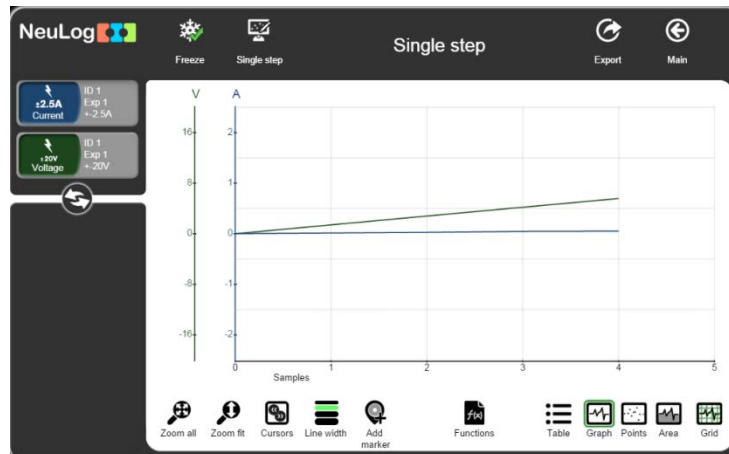 NeuLog
Freeze
Single step
Single step
Export
Main
±2.5A
Current
ID 1
Exp 1
+-2.5A
±20V
Voltage
ID 1
Exp 1
+-20V
V
A
16
2
8
1
0
0
-8
-1
-16
-2
0
1
2
3
4
5
Samples
Zoom all
Zoom fit
Cursors
Line width
Add
marker
f(x)
Functions
Table
Graph
Points
Area
Grid